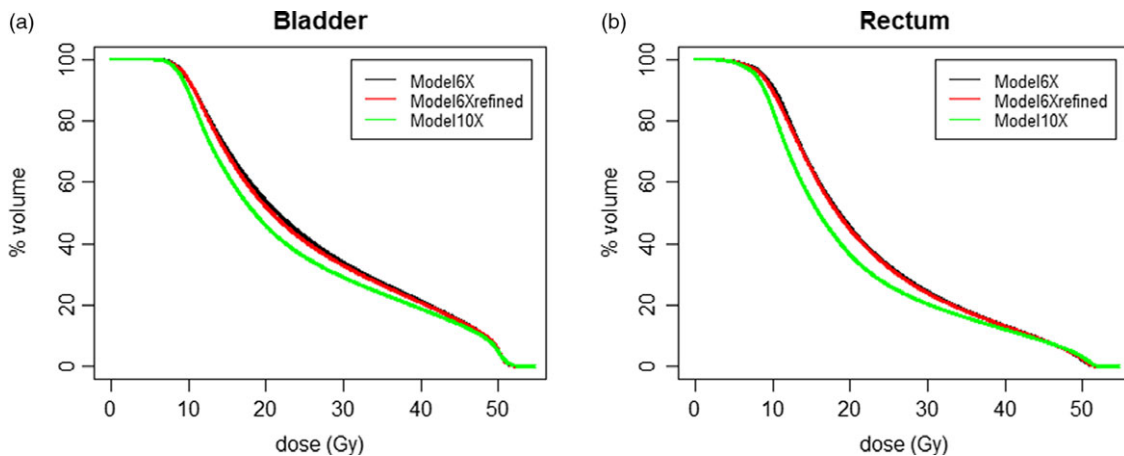 (a)
Bladder
Model6X
Model6Xrefined
Model10X
% volume
100
80
60
40
20
0
0 10 20 30 40 50
dose (Gy)
(b)
Rectum
Model6X
Model6Xrefined
Model10X
% volume
100
80
60
40
20
0
0 10 20 30 40 50
dose (Gy)